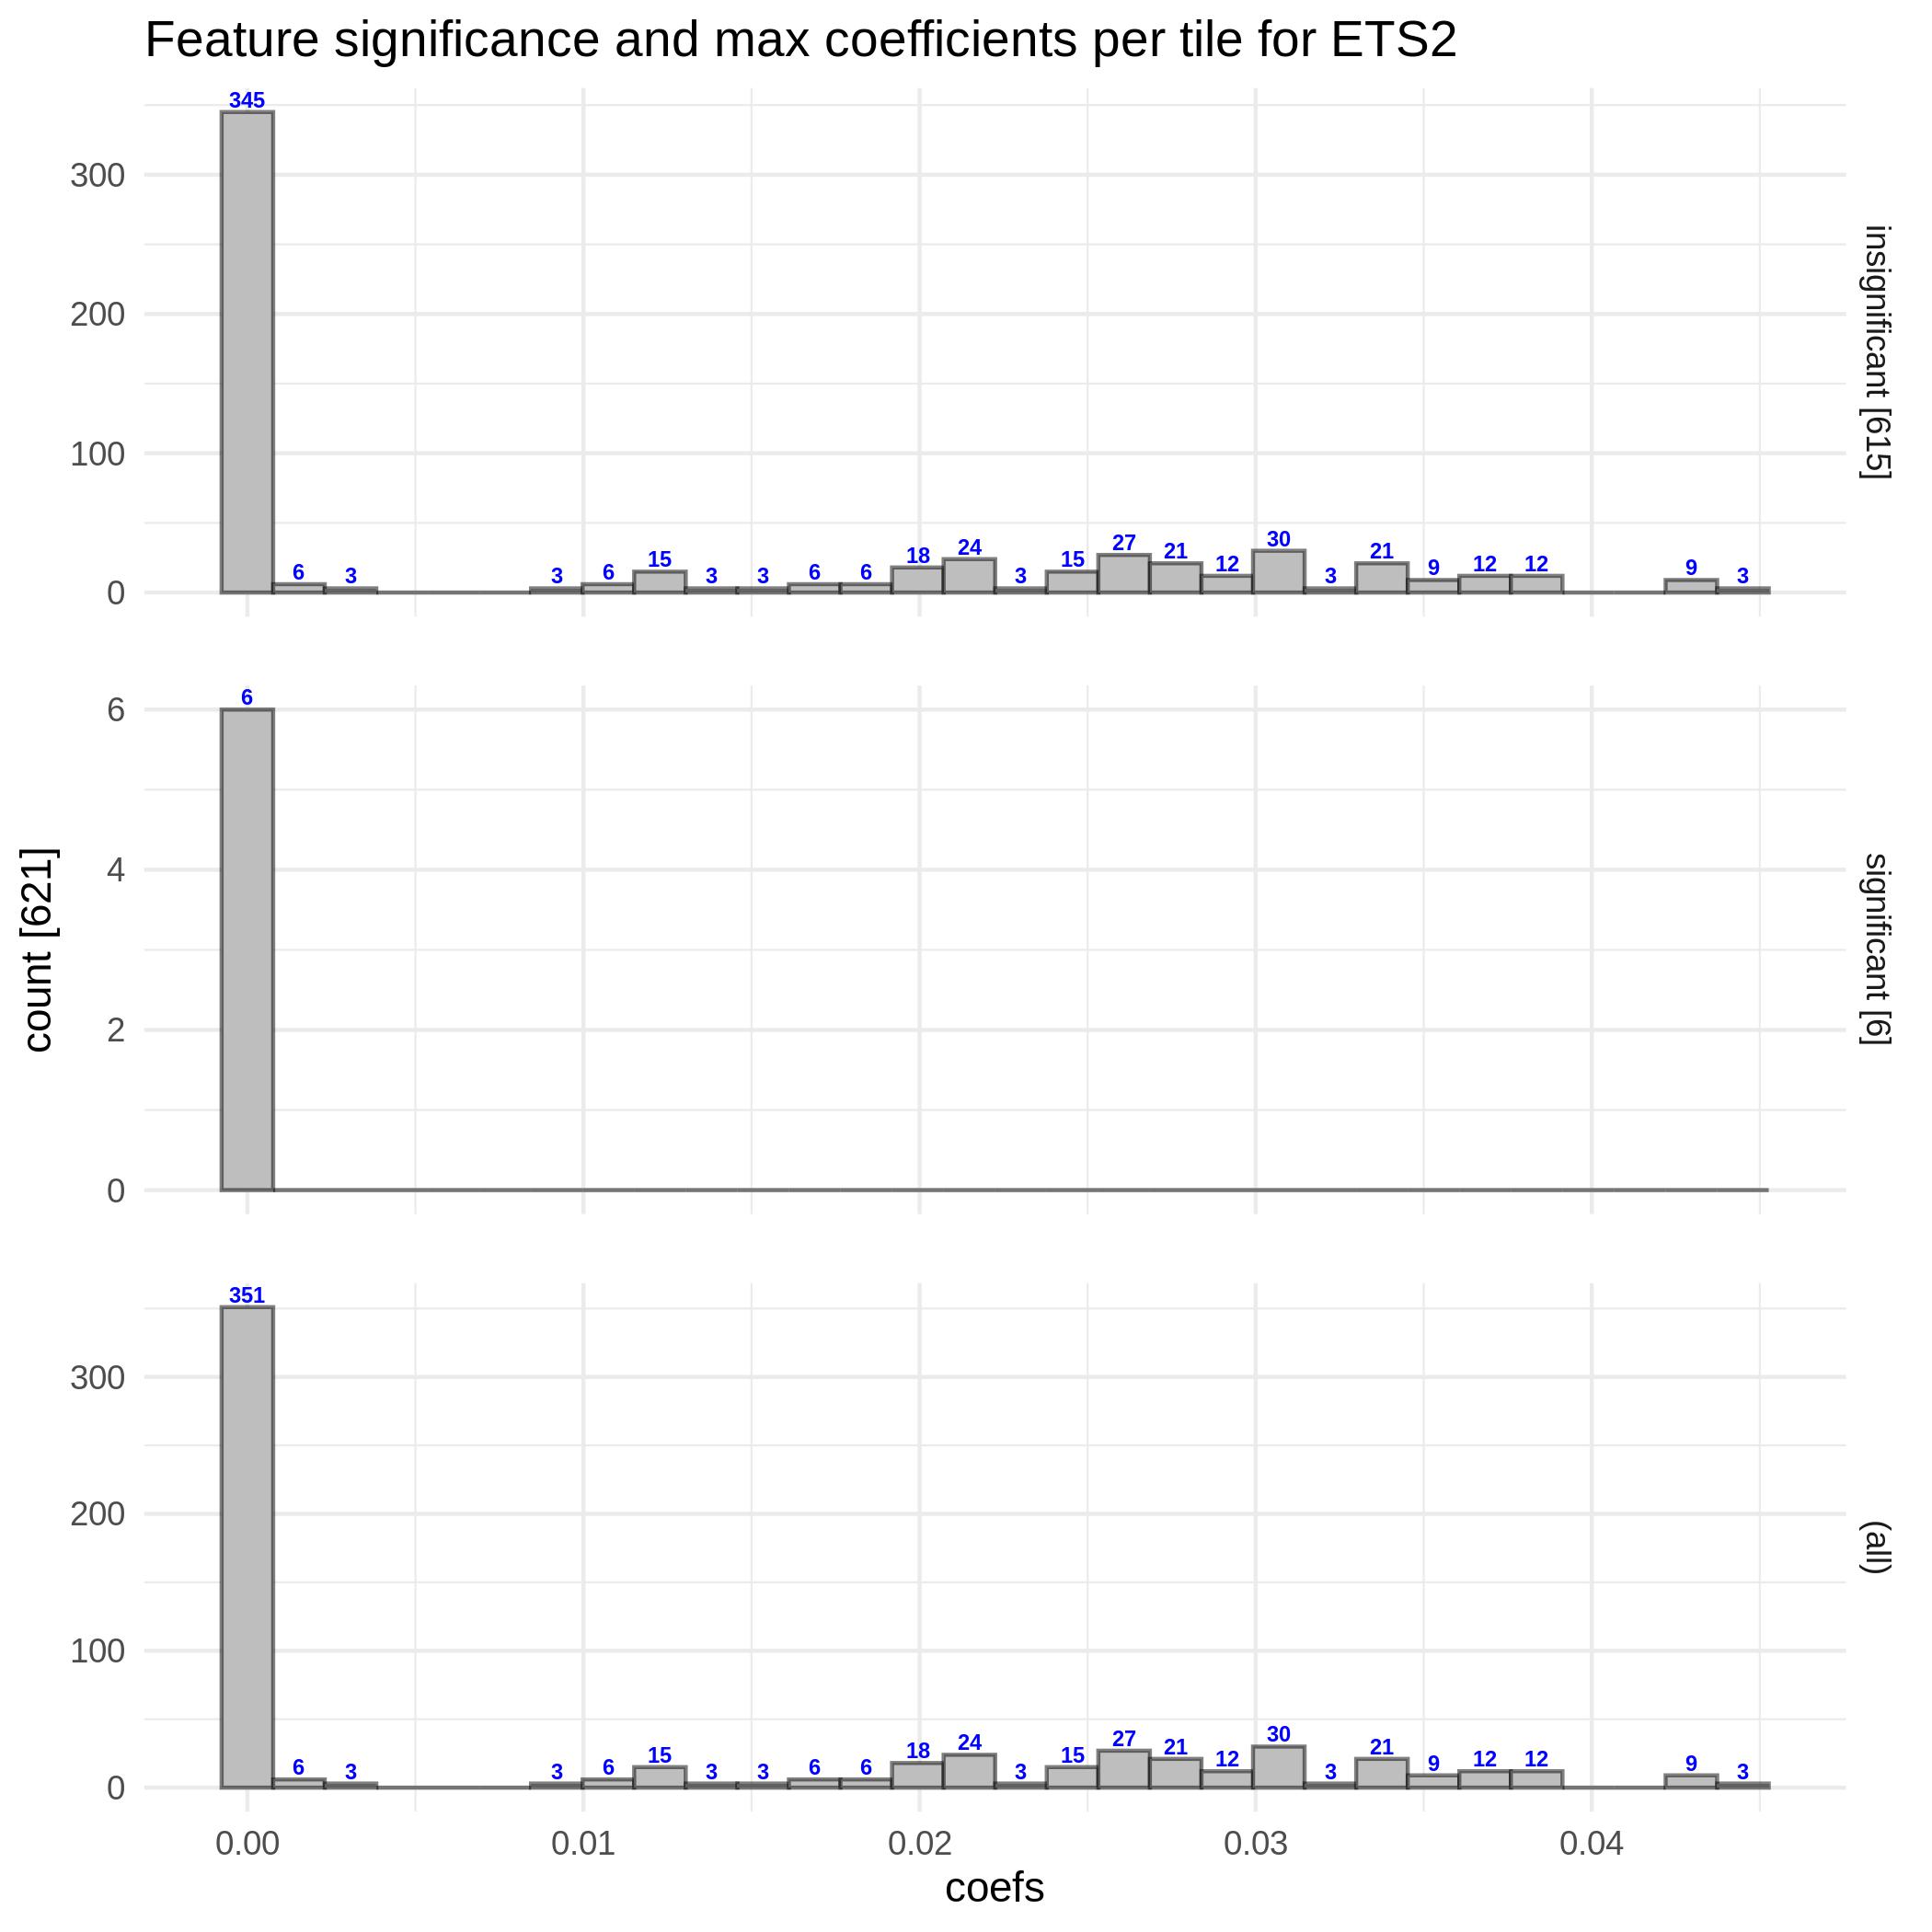 Feature significance and max coefficients per tile for ETS2
345
300
200
100
0
6 3 3 6 15 3 3 6 6 18 24 3 15 27 21 12 30 3 21 9 12 12 9 3
insignificant [615]
6
6
4
2
0
significant [6]
count [621]
351
300
200
100
0
6 3 3 6 15 3 3 6 6 18 24 3 15 27 21 12 30 3 21 9 12 12 9 3
(all)
0.00 0.01 0.02 0.03 0.04
coefs